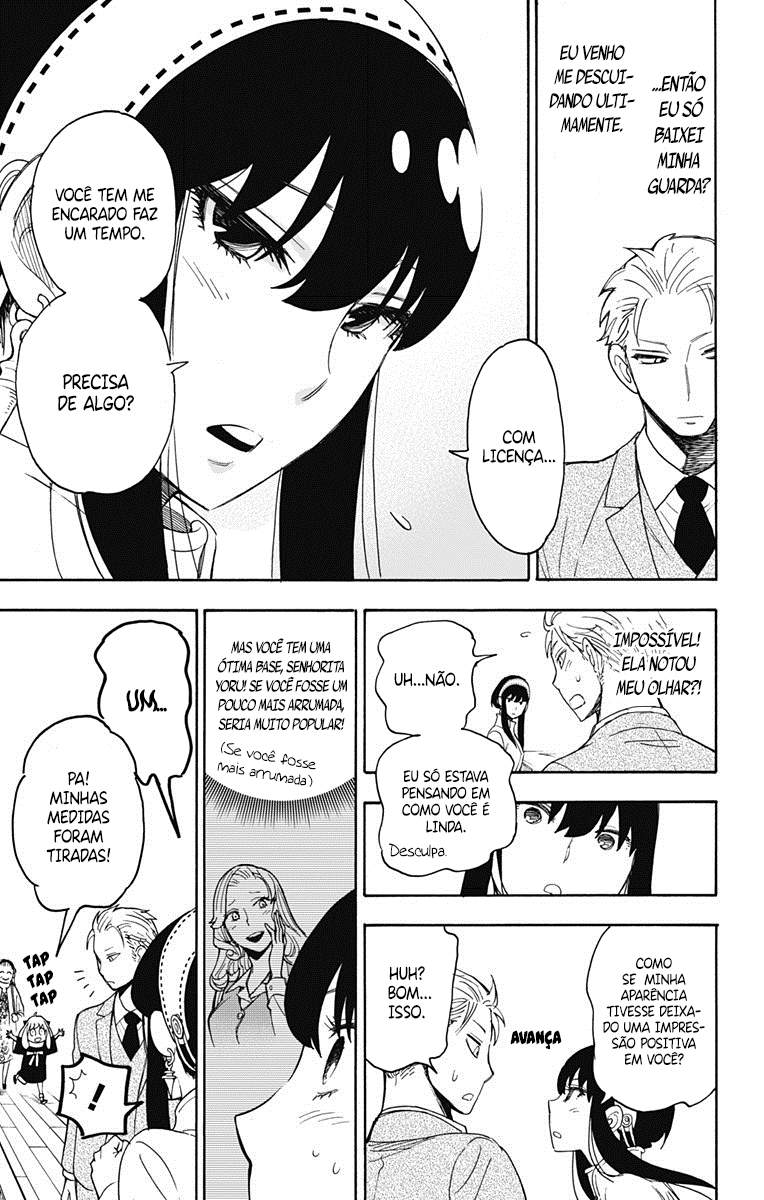 ...ENTÃO
EU SÓ
BAIXEI
MINHA
GUARDA?
EU VENHO
ME DESCUI-
DANDO ULTI-
MAMENTE.
COM
LICENÇA...
VOCÊ TEM ME
ENCARADO FAZ
UM TEMPO.
PRECISA
DE ALGO?
IMPOSSÍVEL!
ELA NOTOU
MEU OLHAR?!
UH...NÃO.
EU SÓ ESTAVA
PENSANDO EM
COMO VOCÊ É
LINDA.
Desculpa.
COMO
SE MINHA
APARÊNCIA
TIVESSE DEIXA-
DO UMA IMPRES-
SÃO POSITIVA
EM VOCÊ?
AVANÇA
HUH?
BOM...
ISSO.
MAS VOCÊ TEM UMA
ÓTIMA BASE, SENHORITA
YORU! SE VOCÊ FOSSE UM
POUCO MAIS ARRUMADA,
SERIA MUITO POPULAR!
(Se você fosse
mais arrumada)
UM...
PA!
MINHAS
MEDIDAS
FORAM
TIRADAS!
TAP
TAP
TAP
!